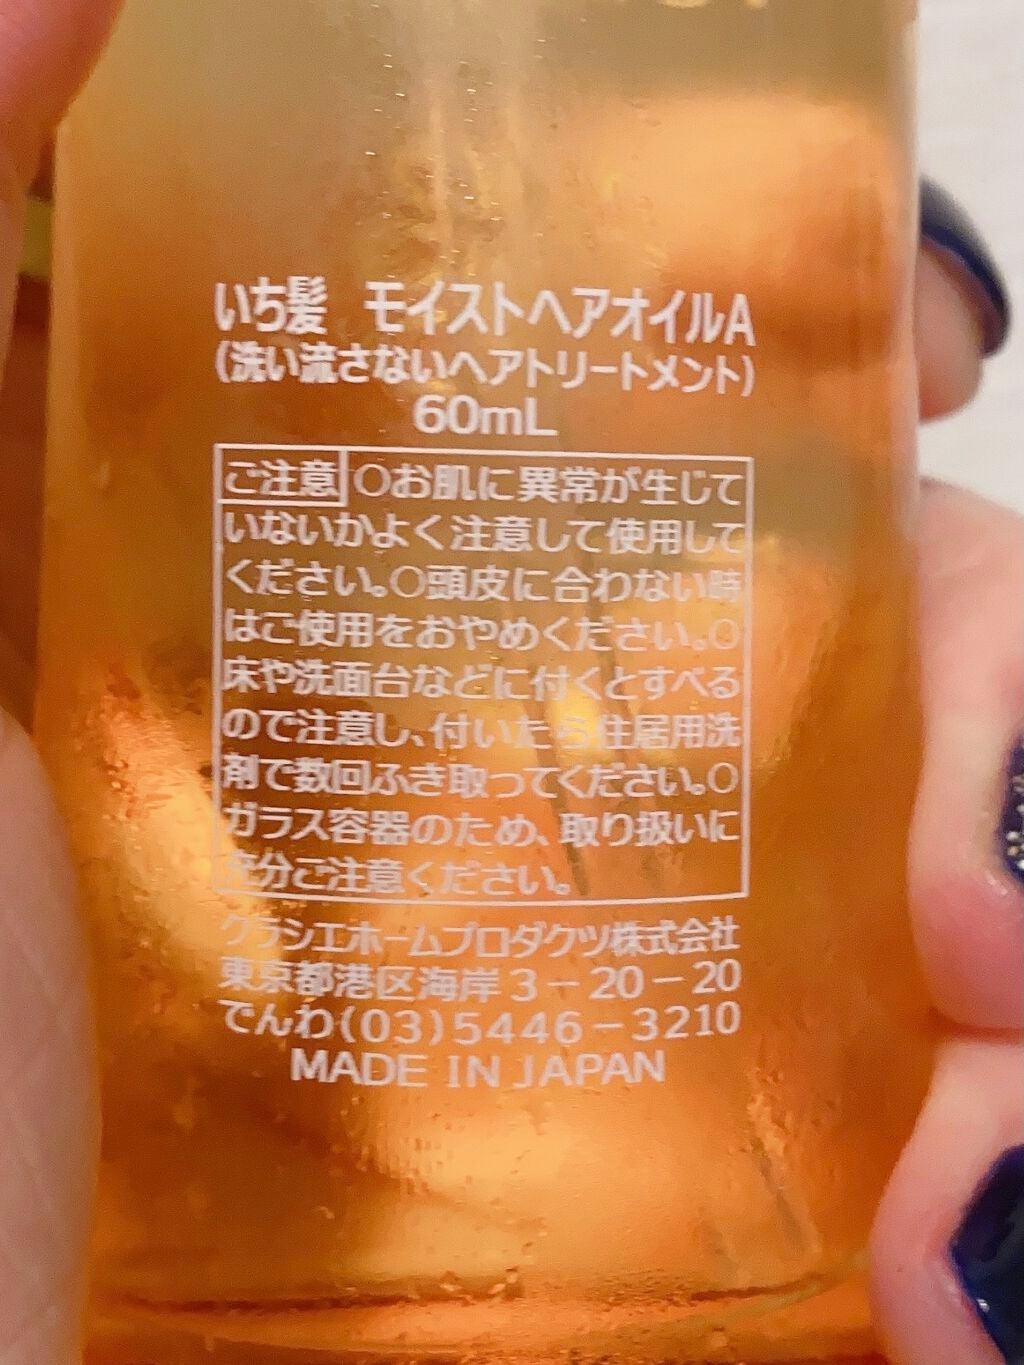 いち髪 モイストヘアオイルA
(洗い流さないヘアトリートメント)
60mL
ご注意 ○お肌に異常が生じて
いないかよく注意して使用して
ください。○頭皮に合わない時
はご使用をおやめください。○
床や洗面台などに付くとすべる
ので注意し、付いたら住居用洗
剤で数回ふき取ってください。○
ガラス容器のため、取り扱いに
充分ご注意ください。
クラシエホームプロダクツ株式会社
東京都港区海岸3-20-20
でんわ(03)5446-3210
MADE IN JAPAN